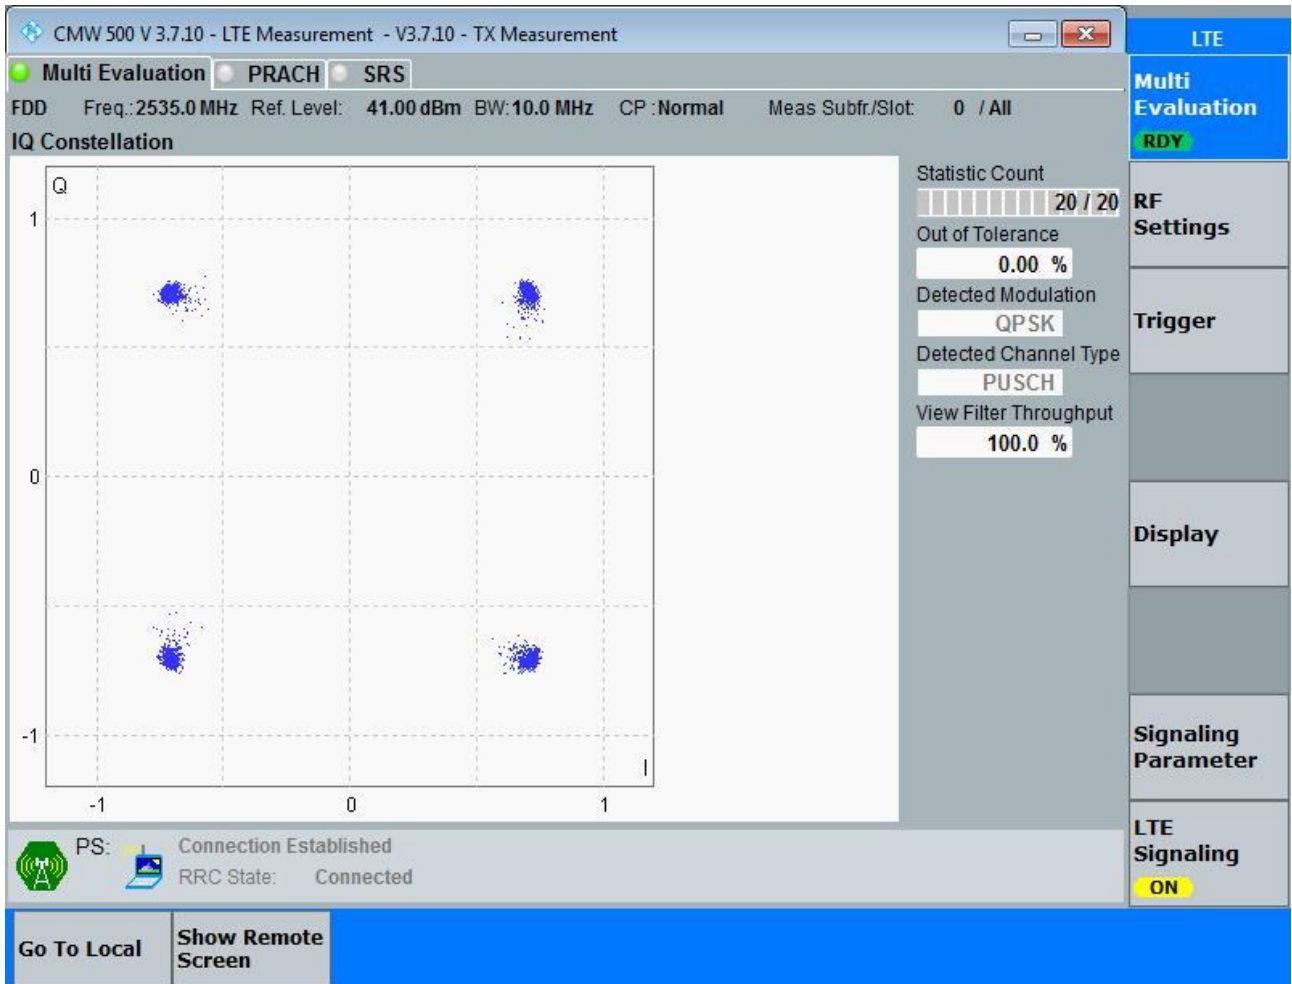 CMW 500 V 3.7.10 - LTE Measurement - V3.7.10 - TX Measurement
LTE
Multi Evaluation PRACH SRS
FDD Freq.: 2535.0 MHz Ref. Level: 41.00 dBm BW: 10.0 MHz CP : Normal Meas Subfr./Slot: 0 / All
Multi
Evaluation
RDY
IQ Constellation
Q
1
0
-1
-1 0 1
I
Statistic Count
20 / 20
Out of Tolerance
0.00 %
Detected Modulation
QPSK
Detected Channel Type
PUSCH
View Filter Throughput
100.0 %
RF
Settings
Trigger
Display
Signaling
Parameter
LTE
Signaling
ON
PS: Connection Established
RRC State: Connected
Go To Local
Show Remote
Screen